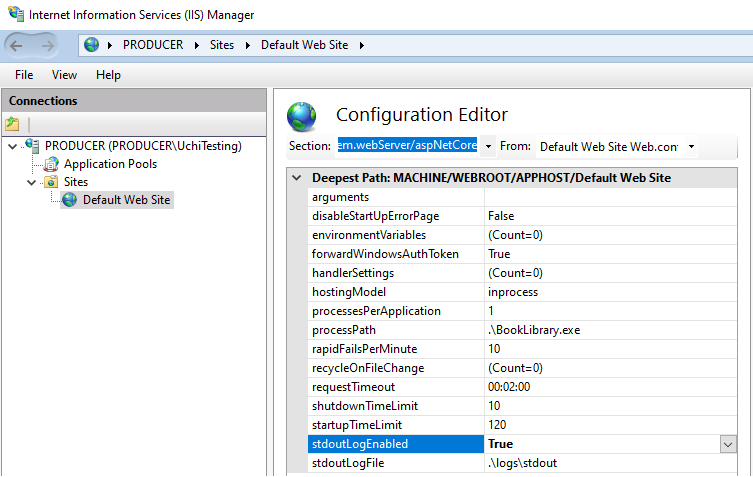 Internet Information Services (IIS) Manager
PRODUCER Sites Default Web Site
File View Help
Connections
PRODUCER (PRODUCER\UchiTesting)
Application Pools
Sites
Default Web Site
Configuration Editor
Section: em.webServer/aspNetCore From: Default Web Site Web.con
Deepest Path: MACHINE/WEBROOT/APPHOST/Default Web Site
arguments
disableStartUpErrorPage False
environmentVariables (Count=0)
forwardWindowsAuthToken True
handlerSettings (Count=0)
hostingModel inprocess
processesPerApplication 1
processPath .\BookLibrary.exe
rapidFailsPerMinute 10
recycleOnFileChange (Count=0)
requestTimeout 00:02:00
shutdownTimeLimit 10
startupTimeLimit 120
stdoutLogEnabled True
stdoutLogFile .\logs\stdout